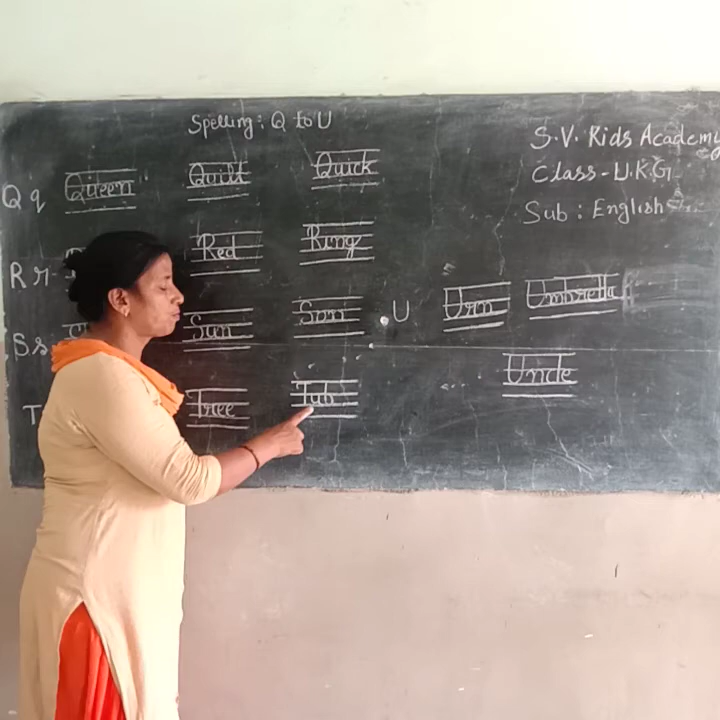 Spelling: Q to U
S.V. Kids Academy
Class - U.K.G
Sub : English
Q q Queen Quilt Quick
R r Red Ring
S s Sun Son
U Urn Umbrella
T Tree Tub
Uncle